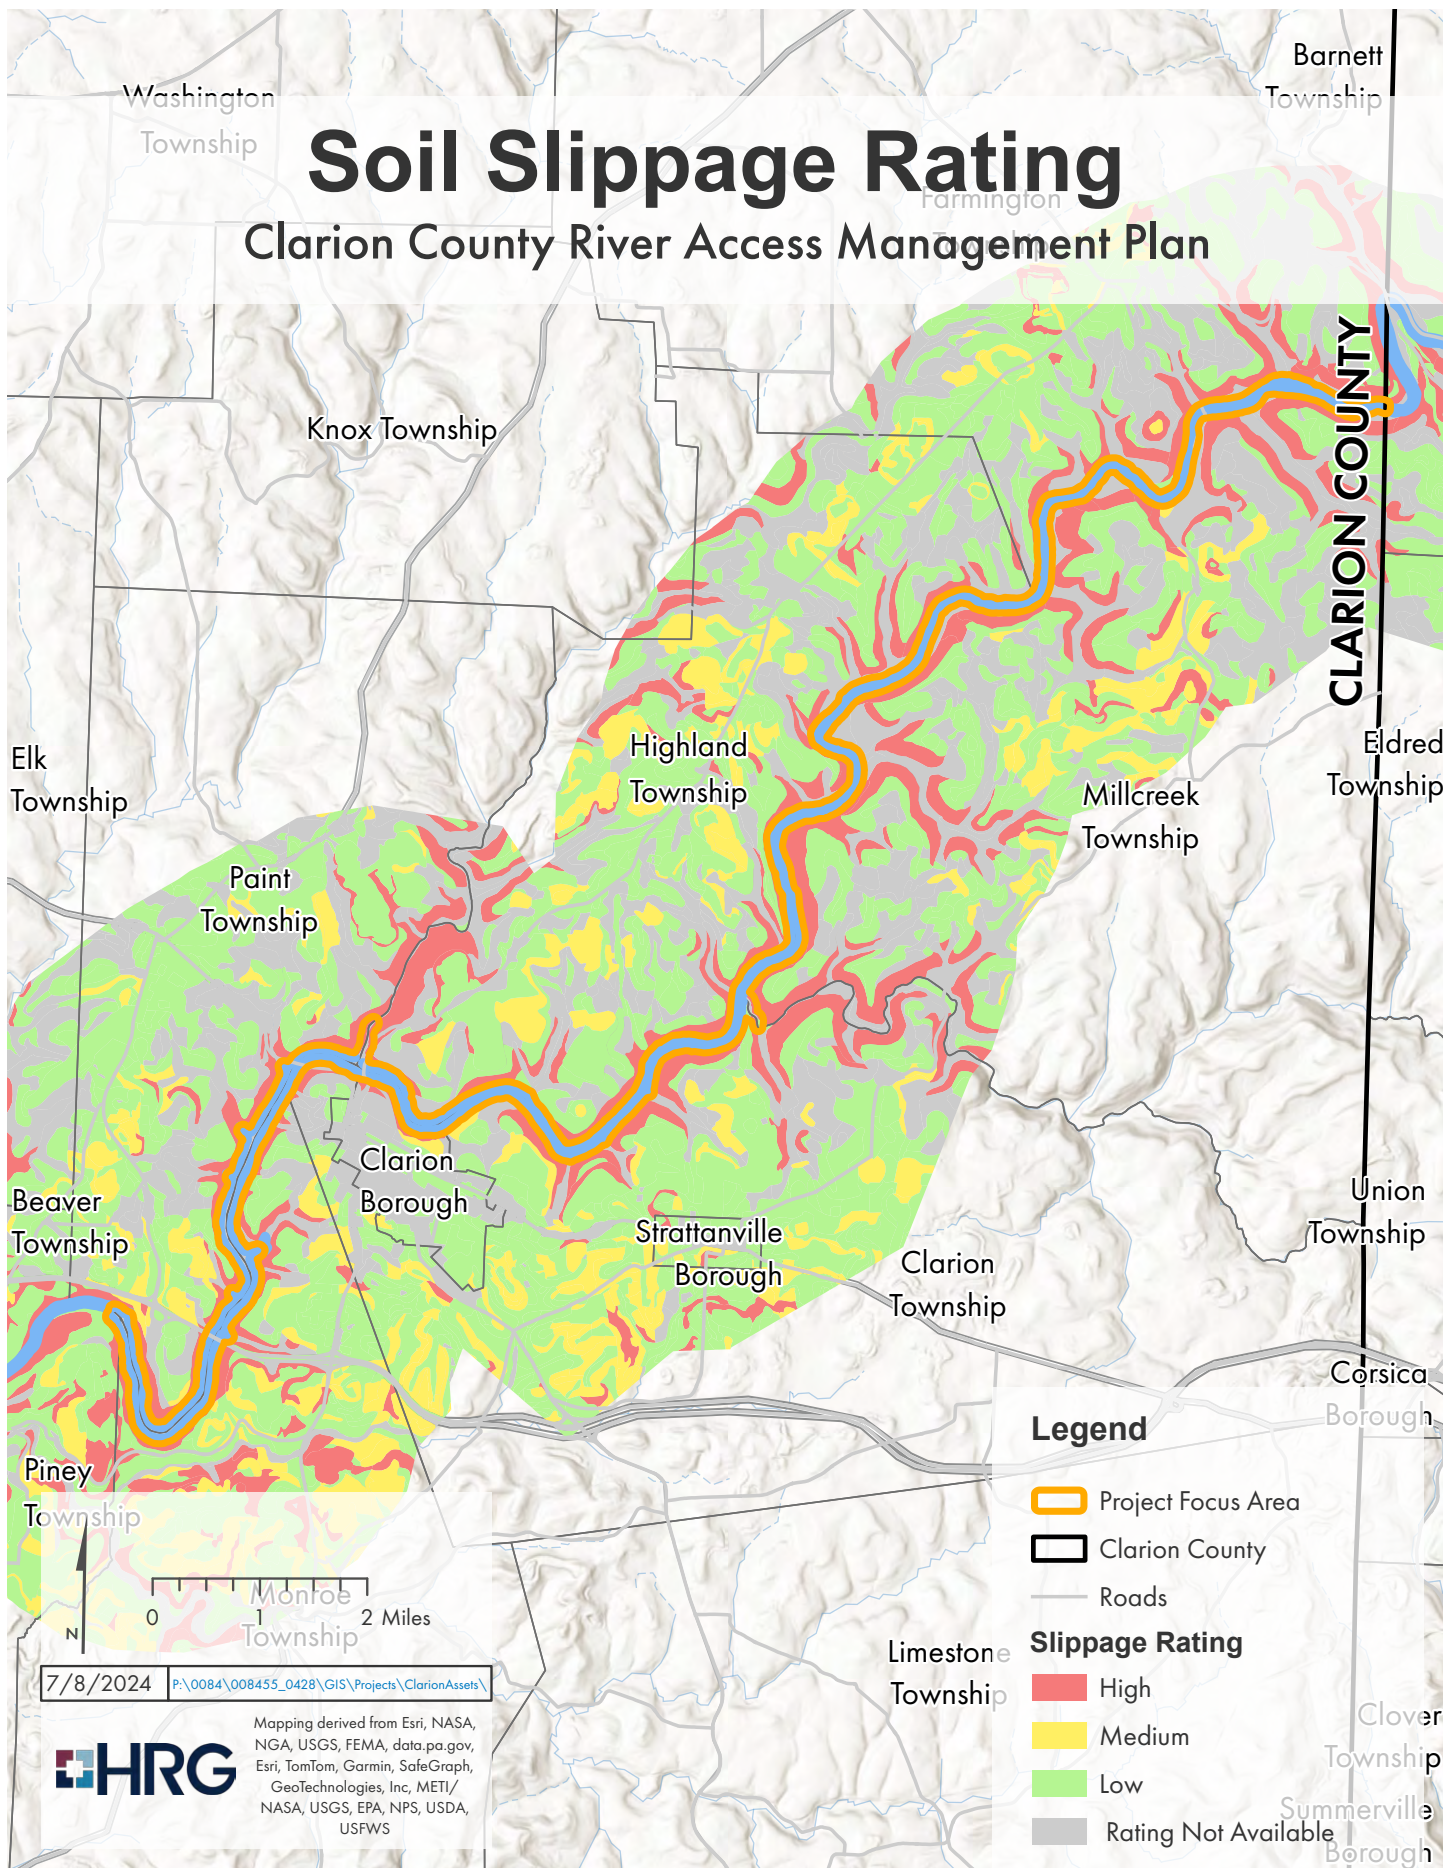 Barnett
Township
Washington
Township
Soil Slippage Rating
Farmington
Township
Clarion County River Access Management Plan
CLARION COUNTY
Knox Township
Highland
Township
Elk
Township
Eldred
Township
Millcreek
Township
Paint
Township
Clarion
Borough
Beaver
Township
Union
Township
Strattanville
Borough
Clarion
Township
Corsica
Borough
Piney
Township
Monroe
Township
0 1 2 Miles
N
7/8/2024
P:\0084\008455_0428\GIS\Projects\ClarionAssets\
HRG
Mapping derived from Esri, NASA,
NGA, USGS, FEMA, data.pa.gov,
Esri, TomTom, Garmin, SafeGraph,
GeoTechnologies, Inc, METI/
NASA, USGS, EPA, NPS, USDA,
USFWS
Limestone
Township
Legend
Project Focus Area
Clarion County
Roads
Slippage Rating
High
Medium
Low
Rating Not Available
Clover
Township
Summerville
Borough